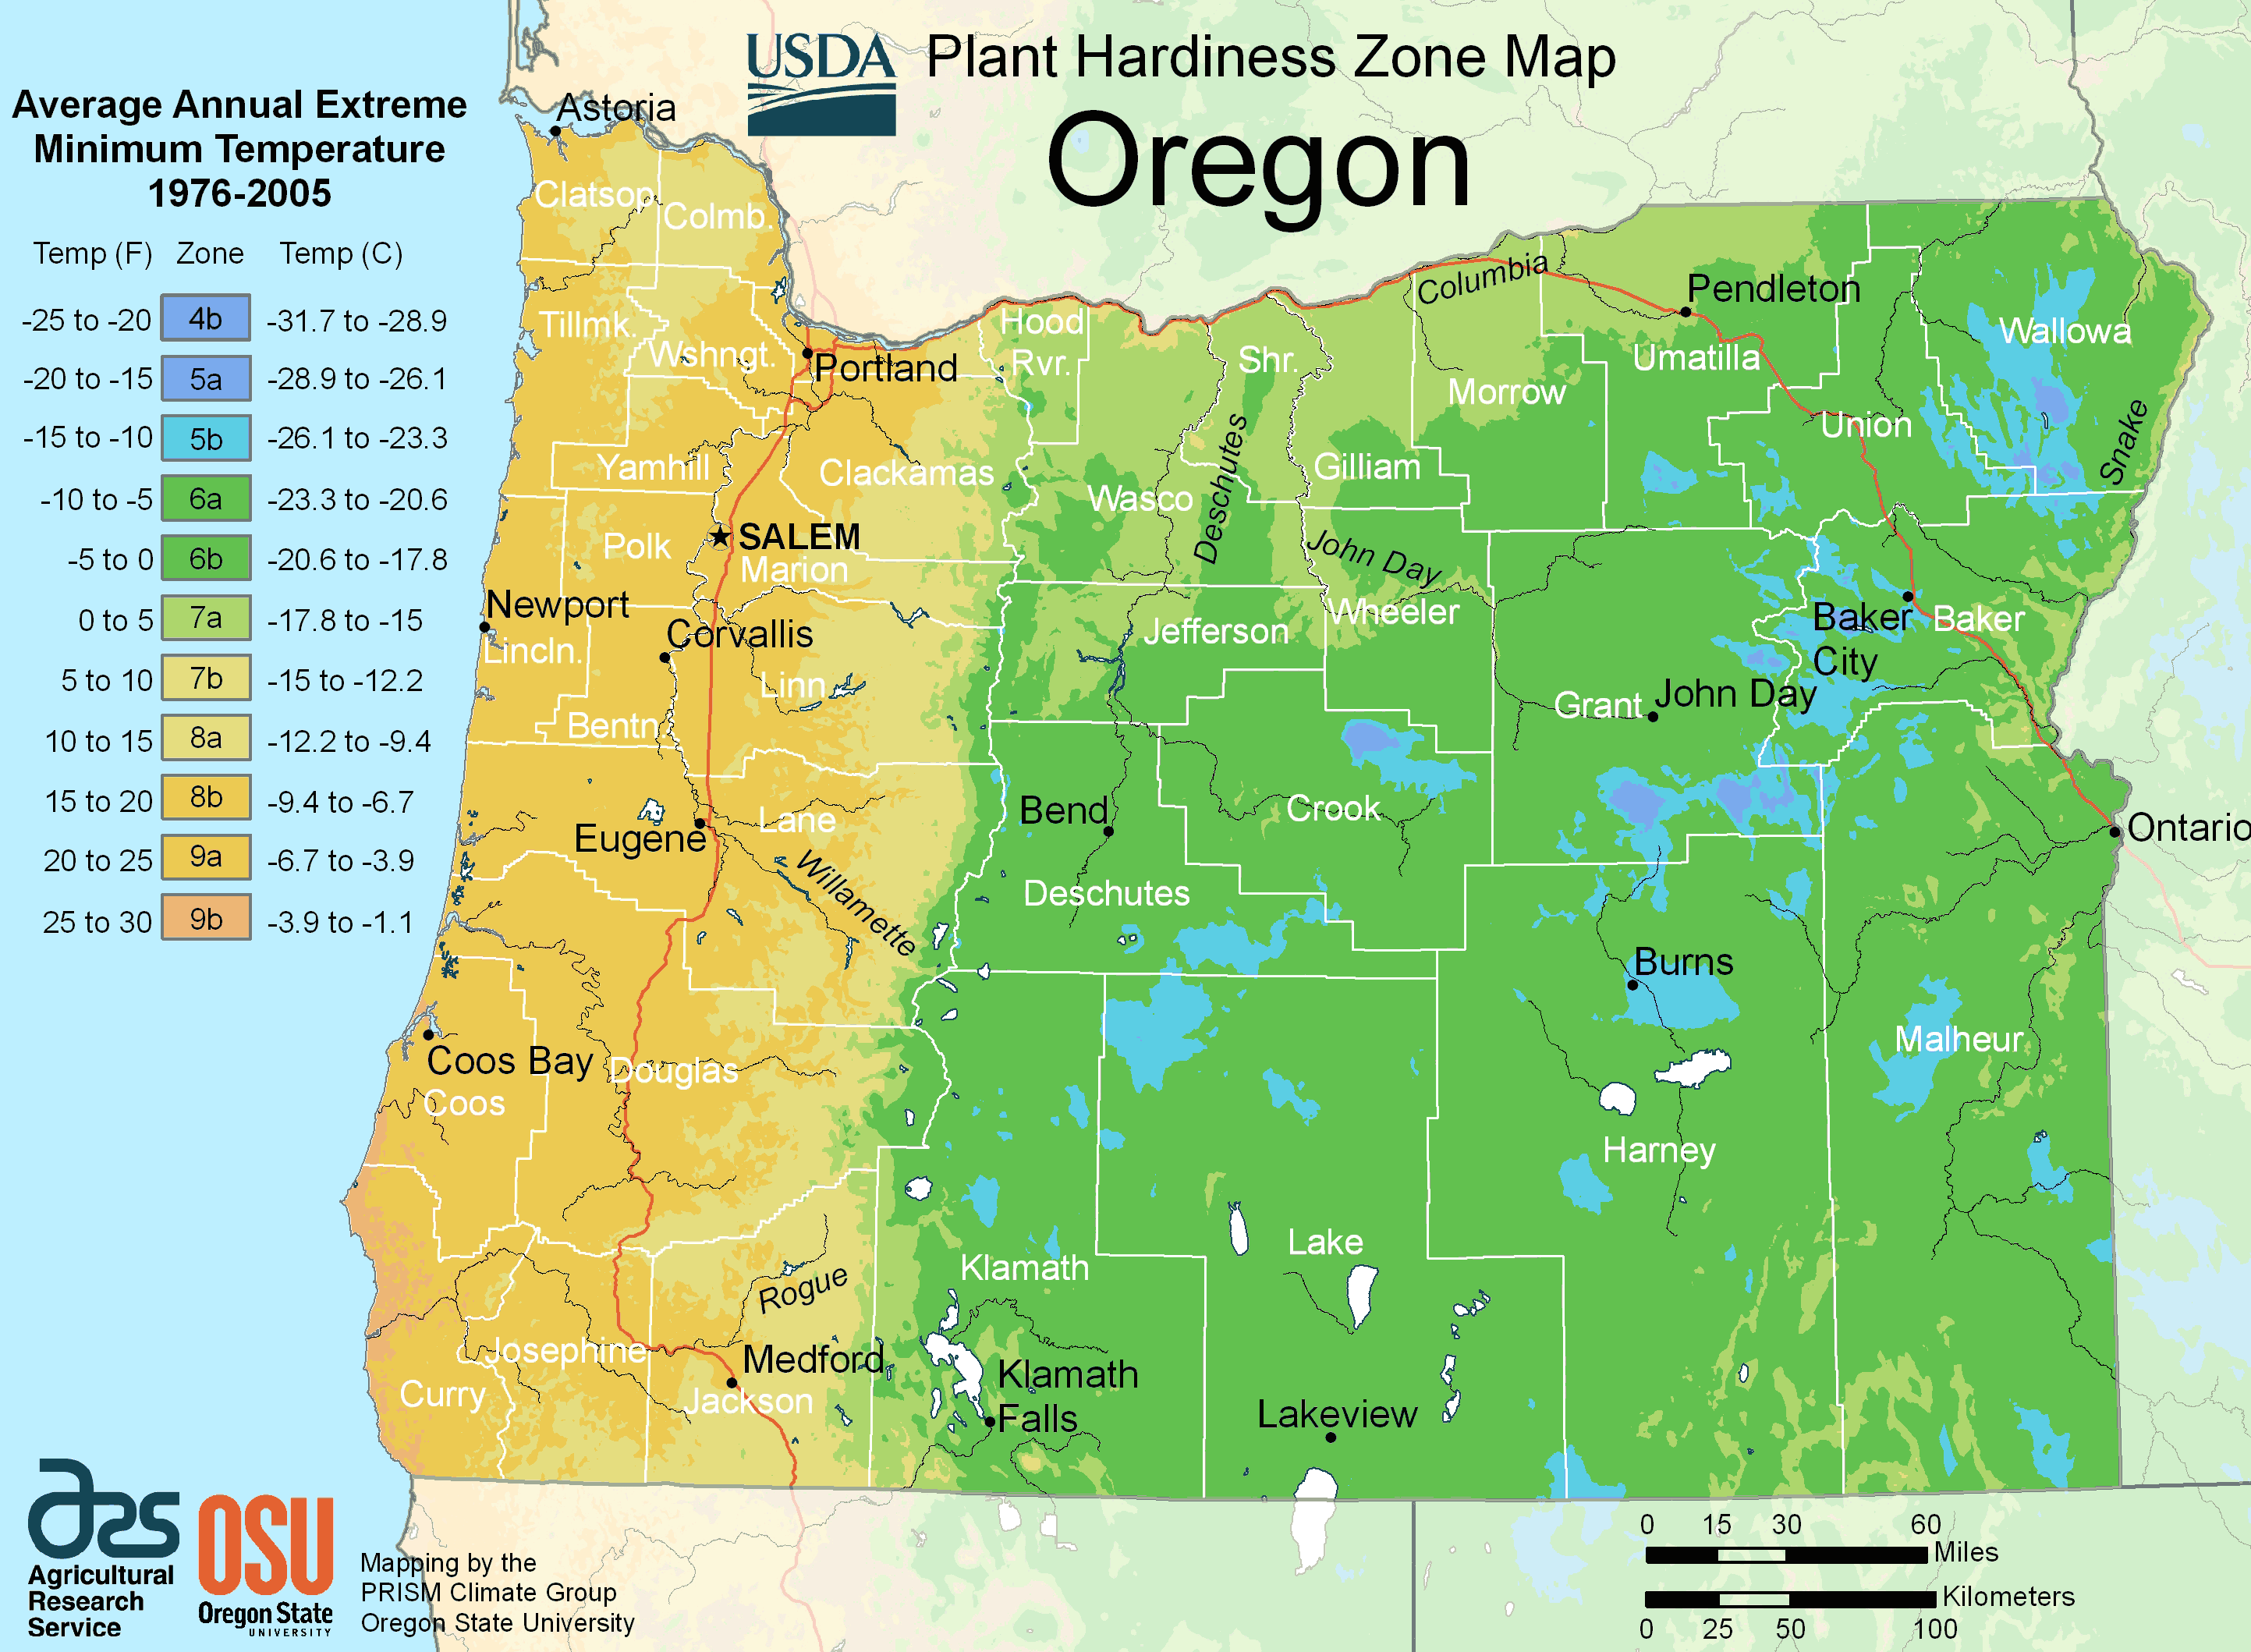 USDA
Plant Hardiness Zone Map
Oregon
Average Annual Extreme
Minimum Temperature
1976-2005
Temp (F) Zone Temp (C)
-25 to -20 4b -31.7 to -28.9
-20 to -15 5a -28.9 to -26.1
-15 to -10 5b -26.1 to -23.3
-10 to -5 6a -23.3 to -20.6
-5 to 0 6b -20.6 to -17.8
0 to 5 7a -17.8 to -15
5 to 10 7b -15 to -12.2
10 to 15 8a -12.2 to -9.4
15 to 20 8b -9.4 to -6.7
20 to 25 9a -6.7 to -3.9
25 to 30 9b -3.9 to -1.1
Astoria
Clatsop
Colmb.
Columbia
Pendleton
Hood
Rvr.
Tillmk.
Wshngt.
Portland
Shr.
Morrow
Umatilla
Wallowa
Union
Snake
Yamhill
Clackamas
Wasco
Deschutes
Gilliam
Polk
SALEM
Marion
John Day
Newport
Lincln.
Corvallis
Jefferson
Wheeler
Baker
City
Baker
Linn
Bentn.
Grant
John Day
Eugene
Lane
Bend
Crook
Ontario
Willamette
Deschutes
Burns
Malheur
Coos Bay
Coos
Douglas
Harney
Lake
Klamath
Rogue
Josephine
Medford
Jackson
Curry
Klamath
Falls
Lakeview
ars
Agricultural
Research
Service
OSU
Oregon State
UNIVERSITY
Mapping by the
PRISM Climate Group
Oregon State University
0 15 30 60
Miles
Kilometers
0 25 50 100